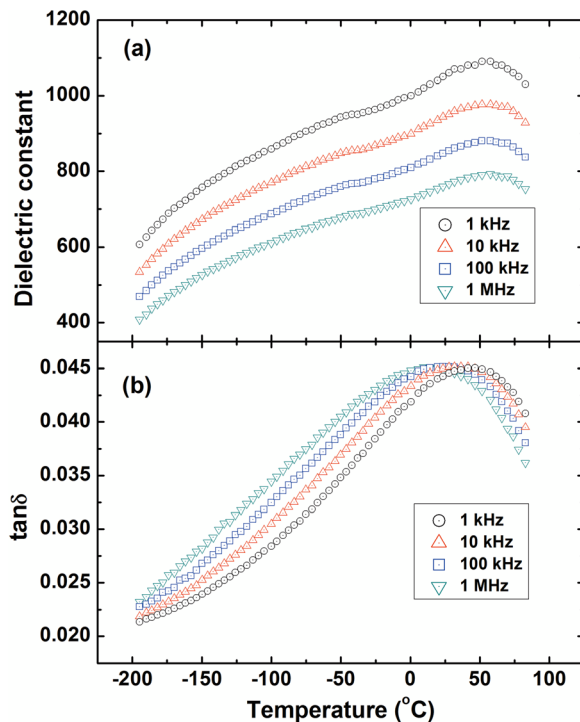 1200
(a)
1000
800
600
400
Dielectric constant
1 kHz
10 kHz
100 kHz
1 MHz
0.045
(b)
0.040
0.035
0.030
0.025
0.020
tanδ
1 kHz
10 kHz
100 kHz
1 MHz
-200 -150 -100 -50 0 50 100
Temperature (°C)